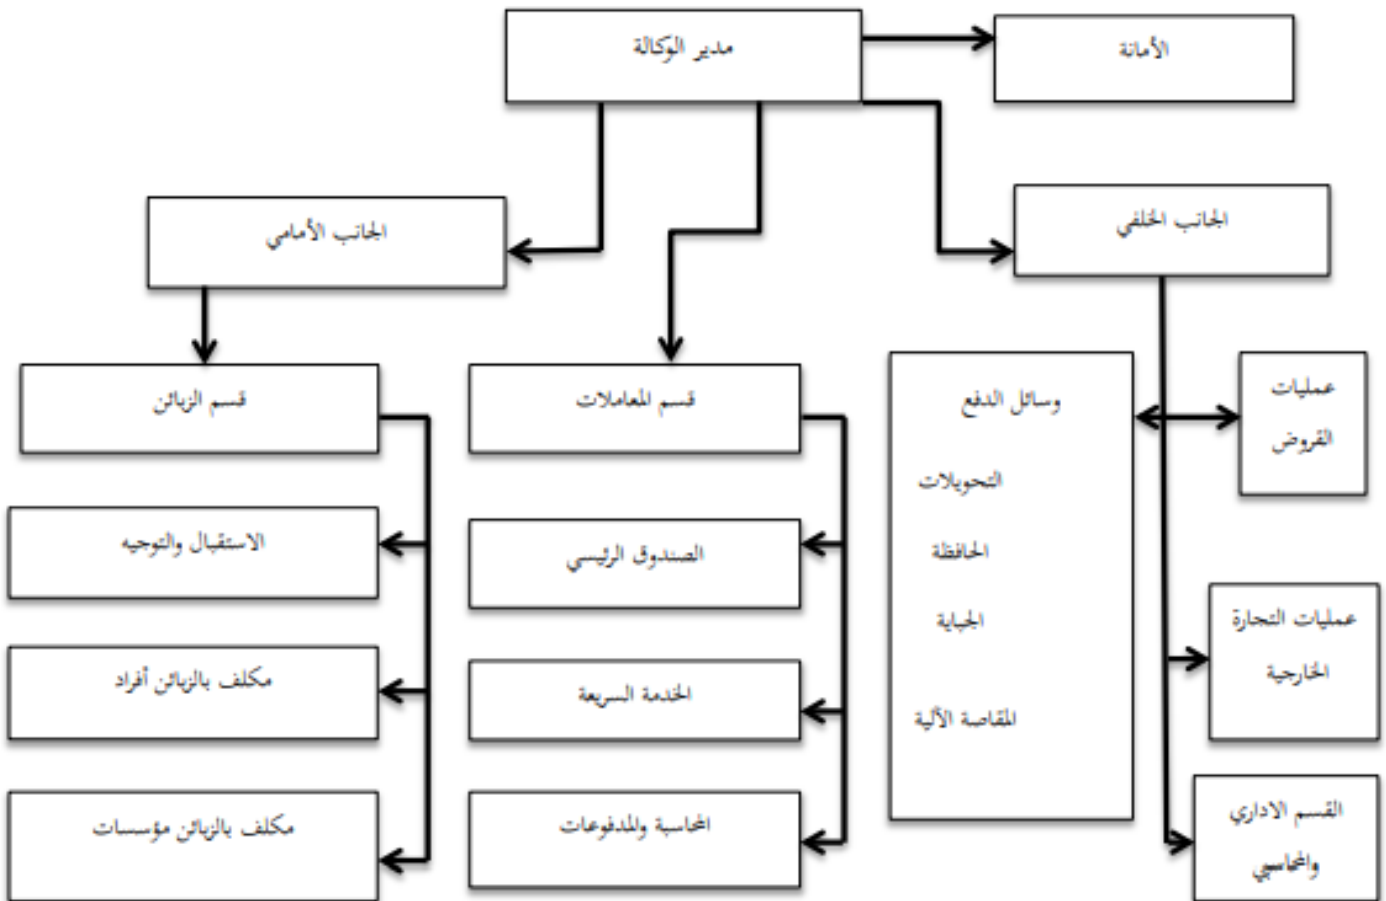 مدير الوكالة
الأمانة
الجانب الخلفي
الجانب الأمامي
عمليات
القروض
وسائل الدفع
التحويلات
الحافظة
الجباية
المقاصة الآلية
قسم المعاملات
قسم الزبائن
الصندوق الرئيسي
الاستقبال والتوجيه
عمليات التجارة
الخارجية
الخدمة السريعة
مكلف بالزبائن أفراد
القسم الاداري
والمحاسبي
المحاسبة والمدفوعات
مكلف بالزبائن مؤسسات